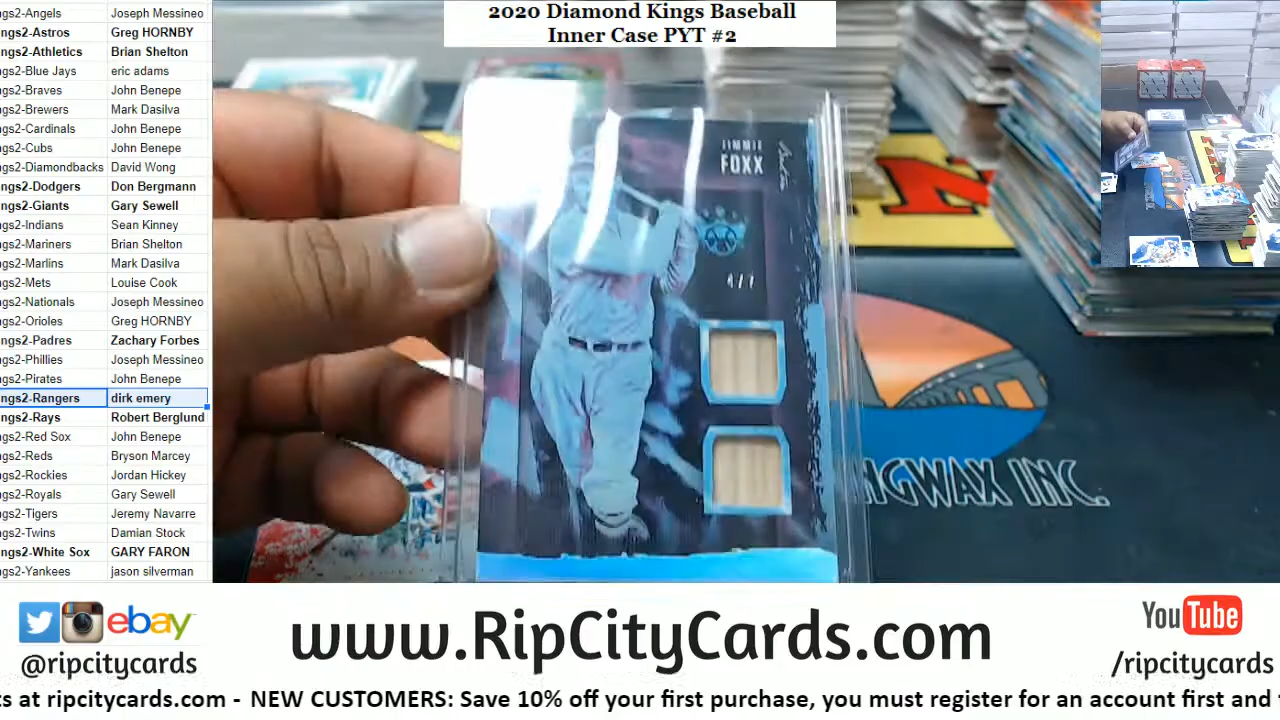 2020 Diamond Kings Baseball
Inner Case PYT #2
ngs2-Angels Joseph Messineo
ngs2-Astros Greg HORNBY
ngs2-Athletics Brian Shelton
ngs2-Blue Jays eric adams
ngs2-Braves John Benepe
ngs2-Brewers Mark Dasilva
ngs2-Cardinals John Benepe
ngs2-Cubs John Benepe
ngs2-Diamondbacks David Wong
ngs2-Dodgers Don Bergmann
ngs2-Giants Gary Sewell
ngs2-Indians Sean Kinney
ngs2-Mariners Brian Shelton
ngs2-Marlins Mark Dasilva
ngs2-Mets Louise Cook
ngs2-Nationals Joseph Messineo
ngs2-Orioles Greg HORNBY
ngs2-Padres Zachary Forbes
ngs2-Phillies Joseph Messineo
ngs2-Pirates John Benepe
ngs2-Rangers dirk emery
ngs2-Rays Robert Berglund
ngs2-Red Sox John Benepe
ngs2-Reds Bryson Marcey
ngs2-Rockies Jordan Hickey
ngs2-Royals Gary Sewell
ngs2-Tigers Jeremy Navarre
ngs2-Twins Damian Stock
ngs2-White Sox GARY FARON
ngs2-Yankees jason silverman
JIMMIE
FOXX
4/7
NGWAX INC.
ebay
@ripcitycards
www.RipCityCards.com
YouTube
/ripcitycards
ts at ripcitycards.com - NEW CUSTOMERS: Save 10% off your first purchase, you must register for an account first and